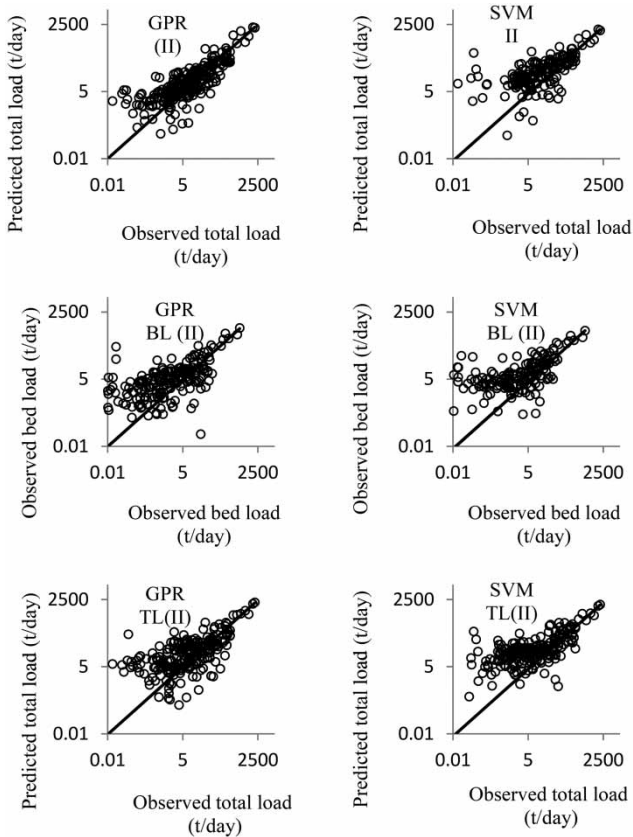 GPR
(II)
Predicted total load (t/day)
2500
5
0.01
0.01 5 2500
Observed total load
(t/day)
SVM
II
Predicted total load (t/day)
2500
5
0.01
0.01 5 2500
Observed total load
(t/day)
GPR
BL (II)
Observed bed load (t/day)
2500
5
0.01
0.01 5 2500
Observed bed load
(t/day)
SVM
BL (II)
Observed bed load (t/day)
2500
5
0.01
0.01 5 2500
Observed bed load
(t/day)
GPR
TL(II)
Predicted total load (t/day)
2500
5
0.01
0.01 5 2500
Observed total load
(t/day)
SVM
TL(II)
Predicted total load (t/day)
2500
5
0.01
0.01 5 2500
Observed total load
(t/day)